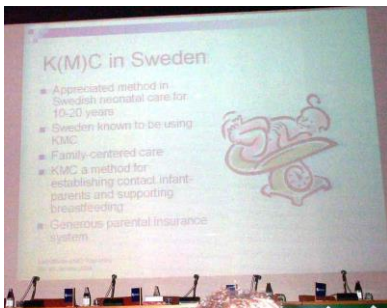 K(M)C in Sweden
Appreciated method in
Swedish neonatal care for
10-20 years
Sweden known to be using
KMC
Family-centered care
KMC a method for
establishing contact infant-
parents and supporting
breastfeeding
Generous parental insurance
system